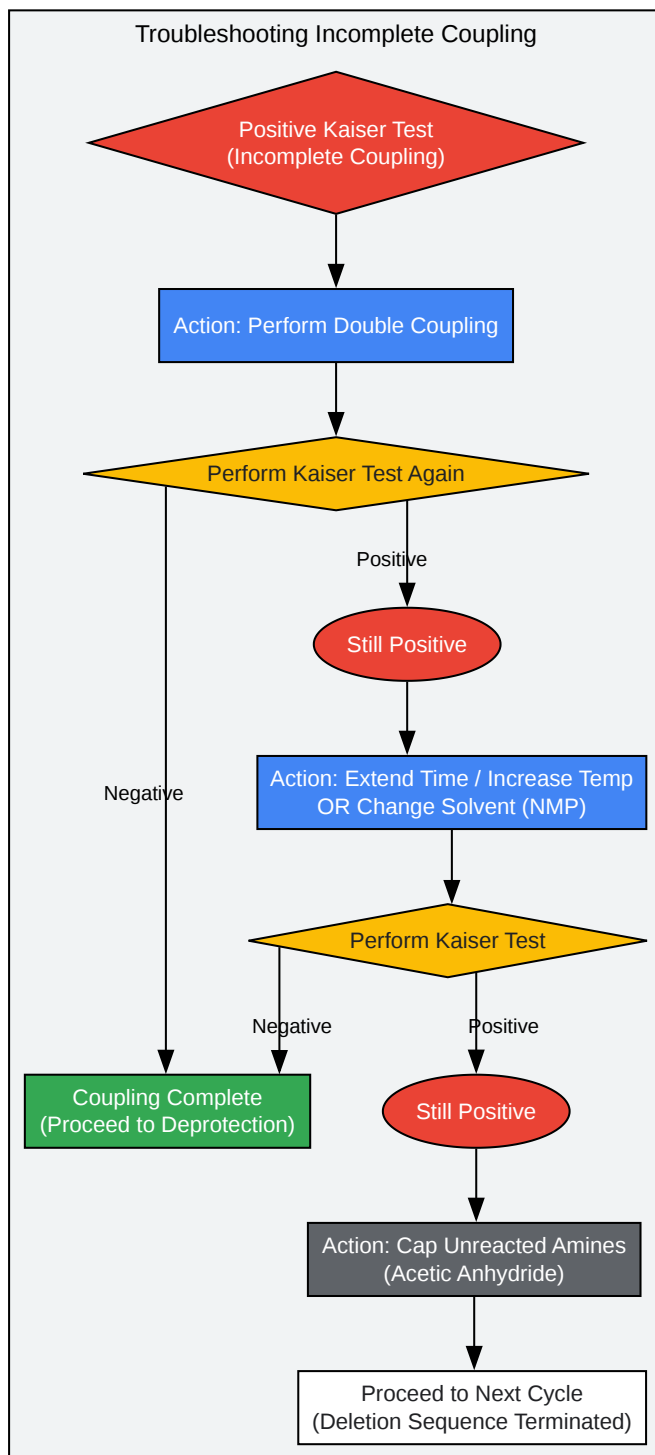 Troubleshooting Incomplete Coupling
Positive Kaiser Test
(Incomplete Coupling)
Action: Perform Double Coupling
Perform Kaiser Test Again
Positive
Still Positive
Action: Extend Time / Increase Temp
OR Change Solvent (NMP)
Negative
Perform Kaiser Test
Negative
Positive
Coupling Complete
(Proceed to Deprotection)
Still Positive
Action: Cap Unreacted Amines
(Acetic Anhydride)
Proceed to Next Cycle
(Deletion Sequence Terminated)